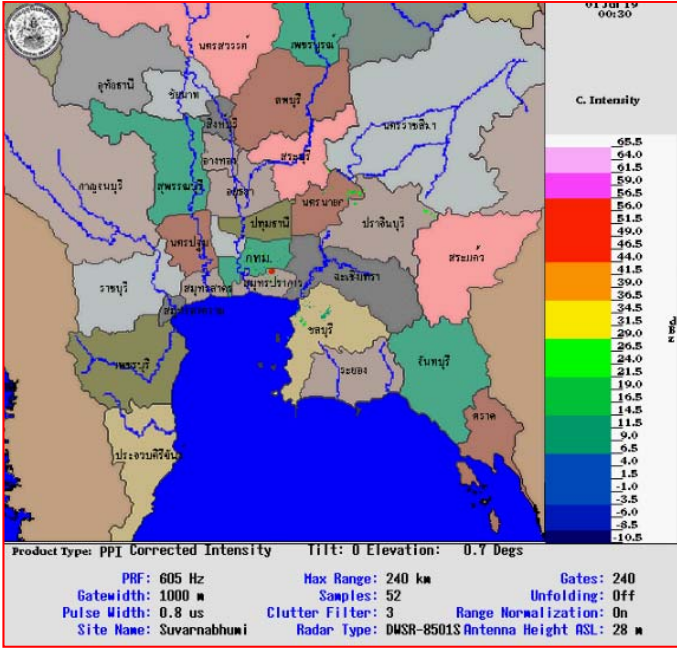 01 Jul 19
00:30
C. Intensity
นครสวรรค์
เพชรบูรณ์
อุทัยธานี
ชัยนาท
ลพบุรี
สิงห์บุรี
นครราชสีมา
อ่างทอง
สระบุรี
กาญจนบุรี
สุพรรณบุรี
อยุธยา
นครนายก
ปทุมธานี
ปราจีนบุรี
นครปฐม
กทม.
สระแก้ว
ฉะเชิงเทรา
ราชบุรี
สมุทรสาคร
สมุทรปราการ
สมุทรสงคราม
ชลบุรี
เพชรบุรี
ระยอง
จันทบุรี
ตราด
ประจวบคีรีขันธ์
65.5
64.0
61.5
59.0
56.5
56.0
51.5
49.0
46.5
44.0
41.5
39.0
36.5
34.5
31.5
29.0
26.5
24.0
21.5
19.0
16.5
14.5
11.5
9.0
6.5
4.0
1.5
-1.0
-3.5
-6.0
-8.5
-10.5
Product Type: PPI Corrected Intensity Tilt: 0 Elevation: 0.7 Degs
PRF: 605 Hz Max Range: 240 km Gates: 240
Gatewidth: 1000 m Samples: 52 Unfolding: Off
Pulse Width: 0.8 us Clutter Filter: 3 Range Normalization: On
Site Name: Suvarnabhumi Radar Type: DWSR-8501S Antenna Height ASL: 28 m